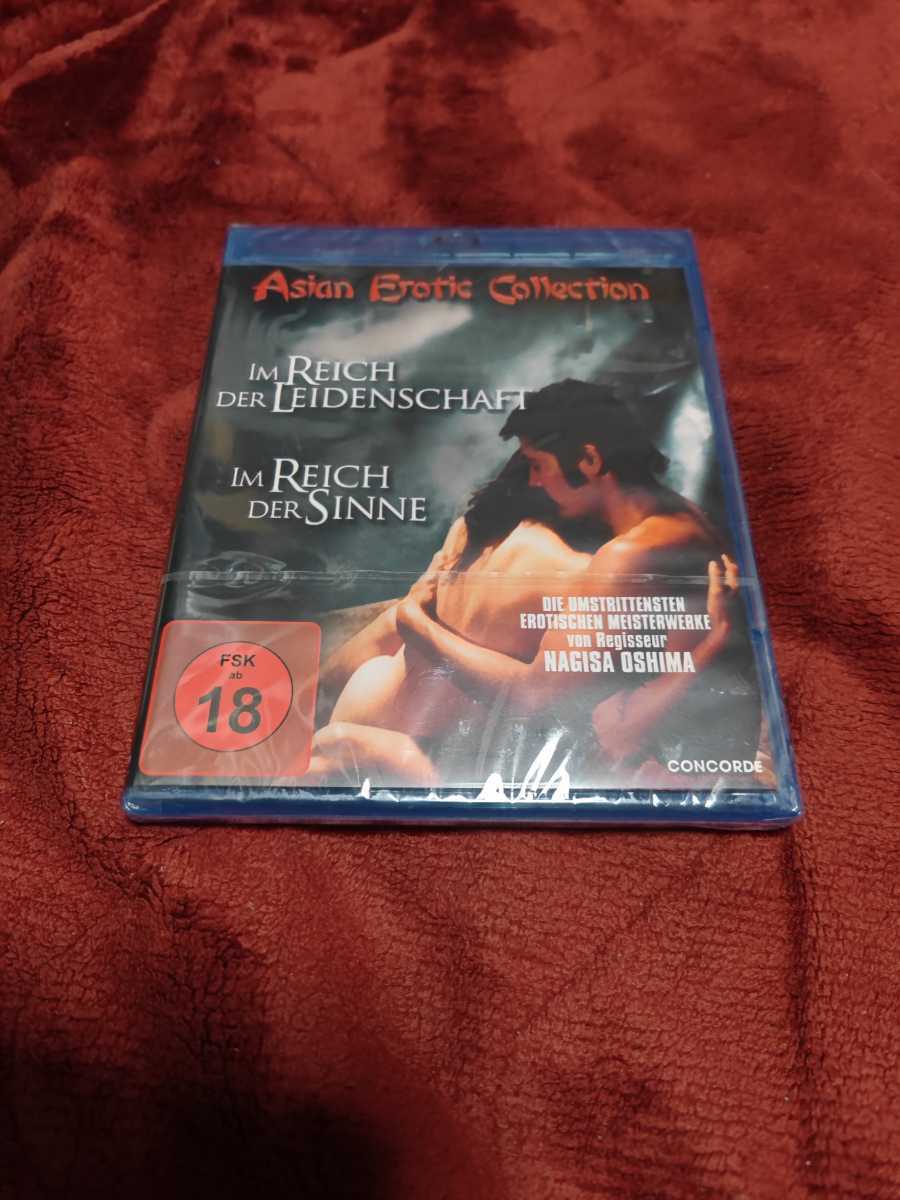 Asian Erotic Collection
IM REICH
DER LEIDENSCHAFT
IM REICH
DER SINNE
DIE UMSTRITTENSTEN
EROTISCHEN MEISTERWERKE
von Regisseur
NAGISA OSHIMA
FSK
ab
18
CONCORDE